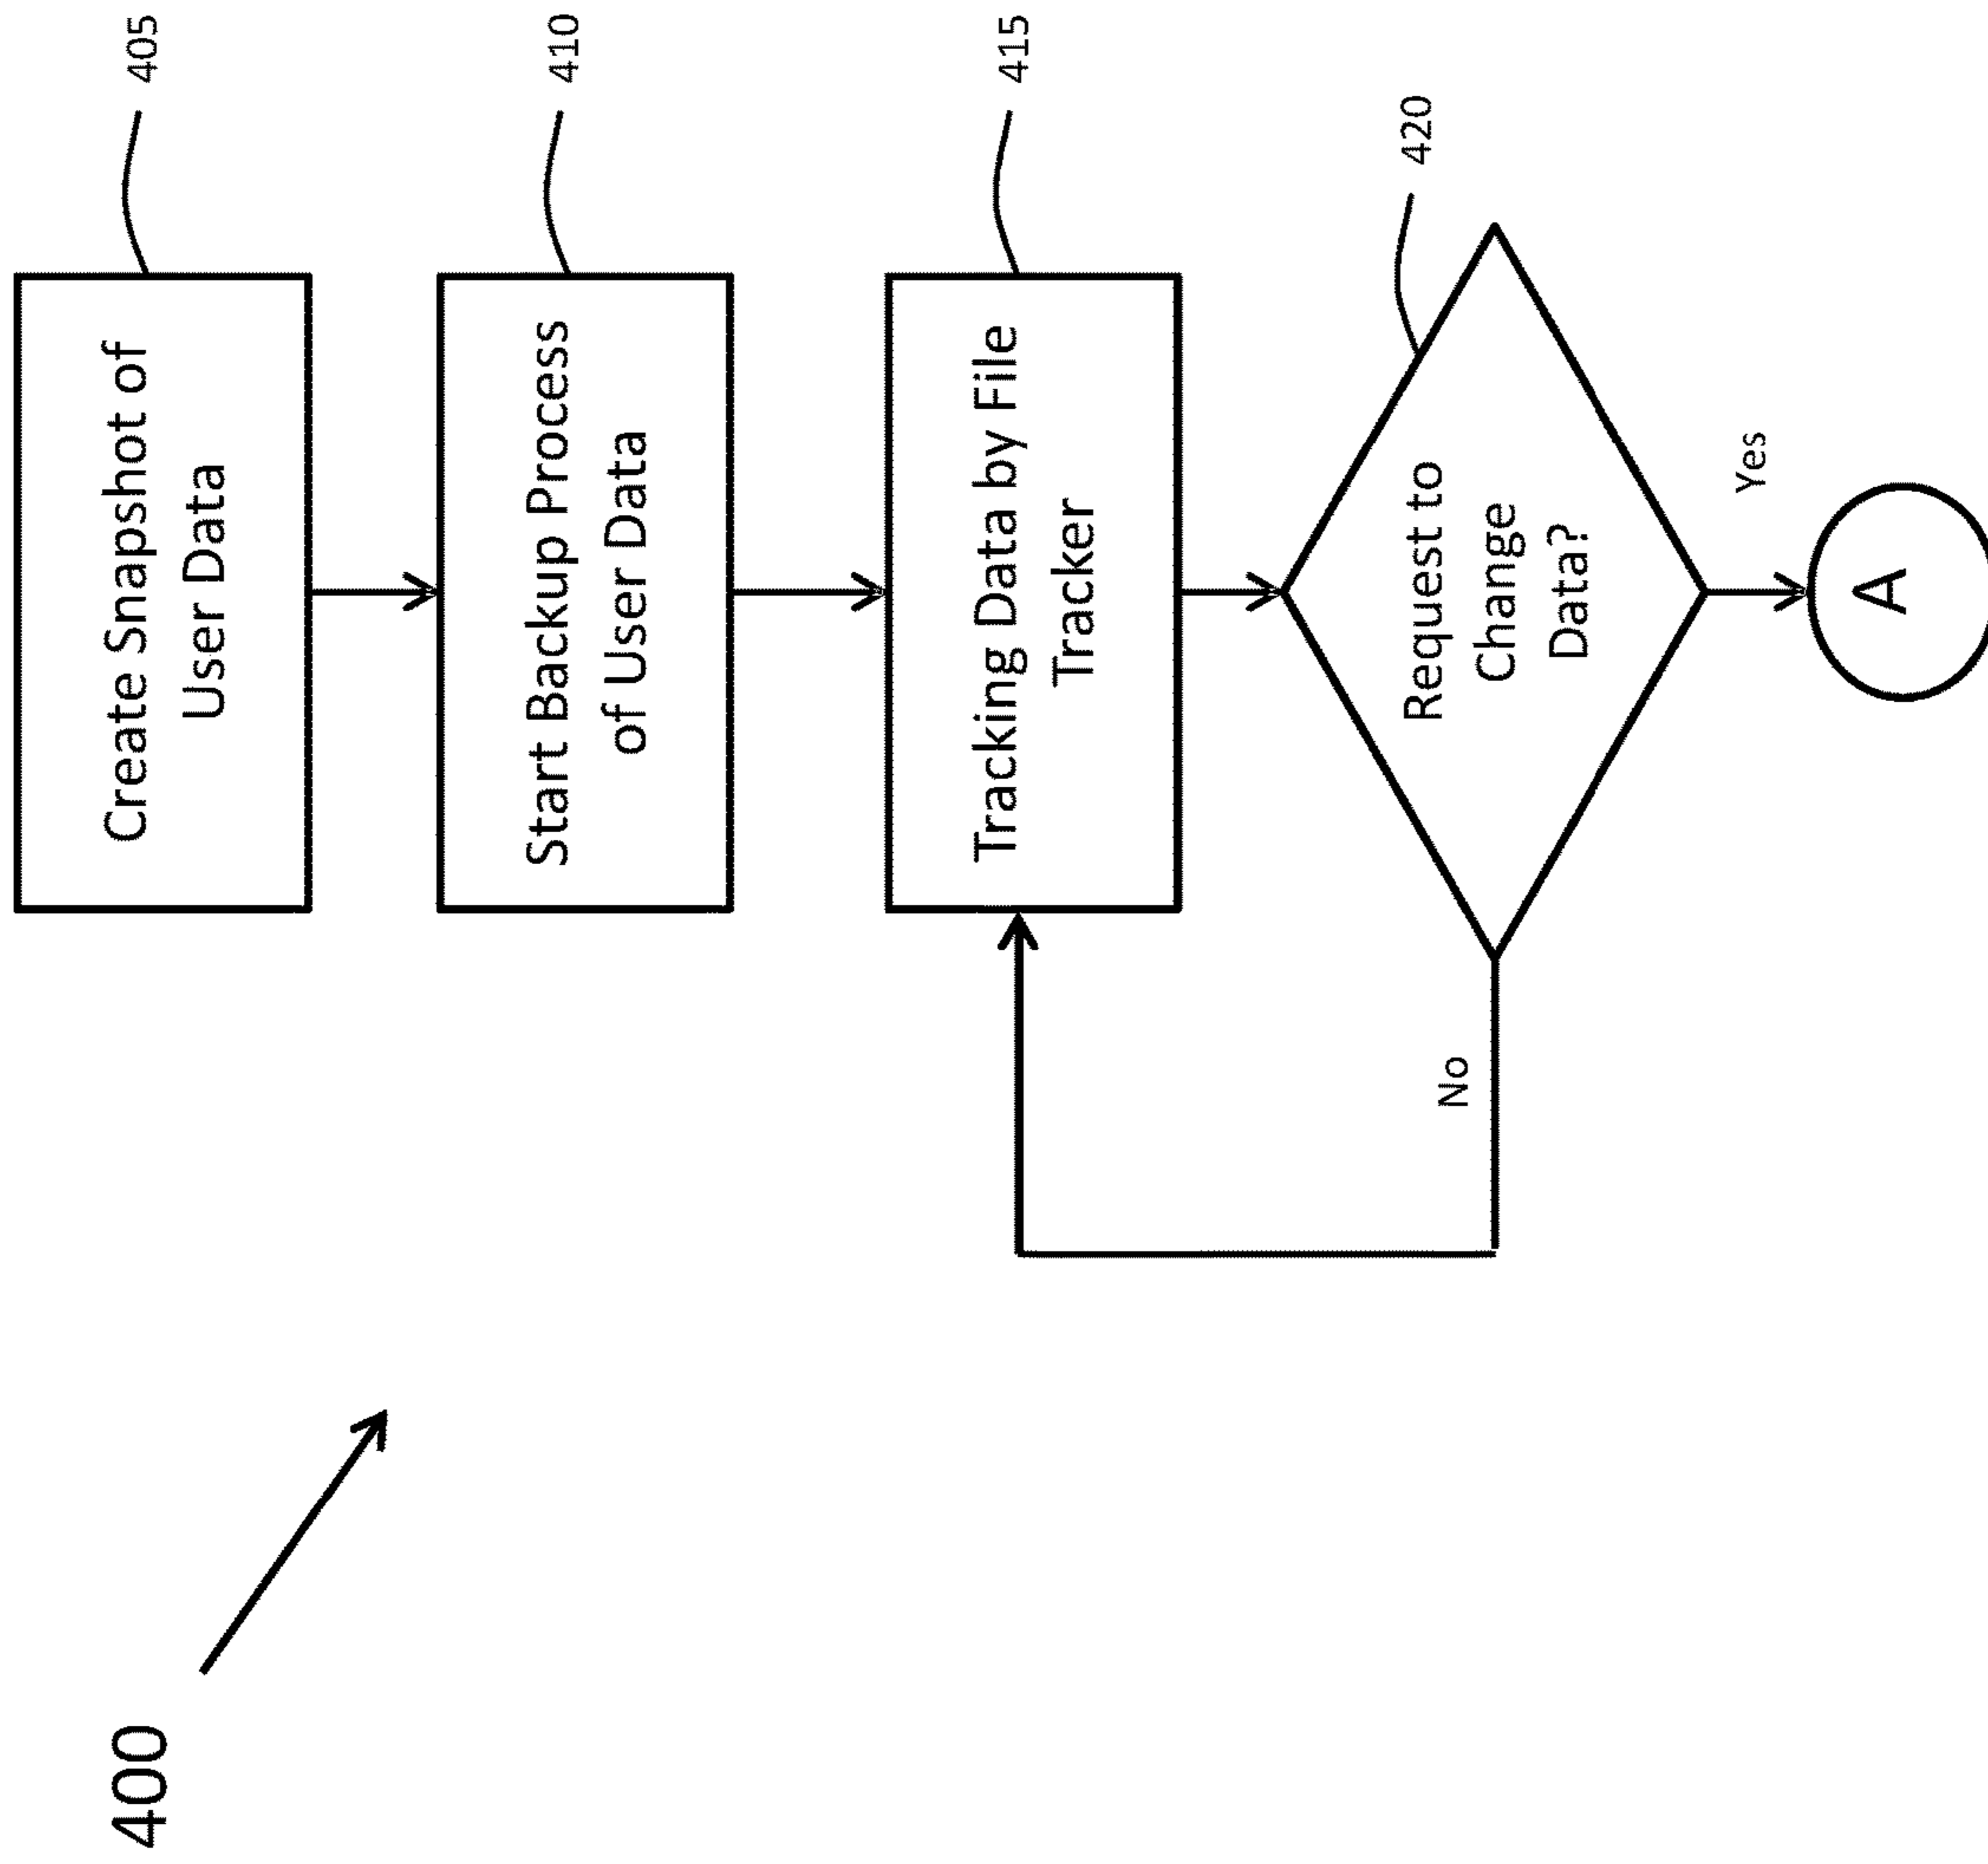 400
Create Snapshot of
User Data
405
Start Backup Process
of User Data
410
Tracking Data by File
Tracker
415
Request to
Change
Data?
420
No
Yes
A